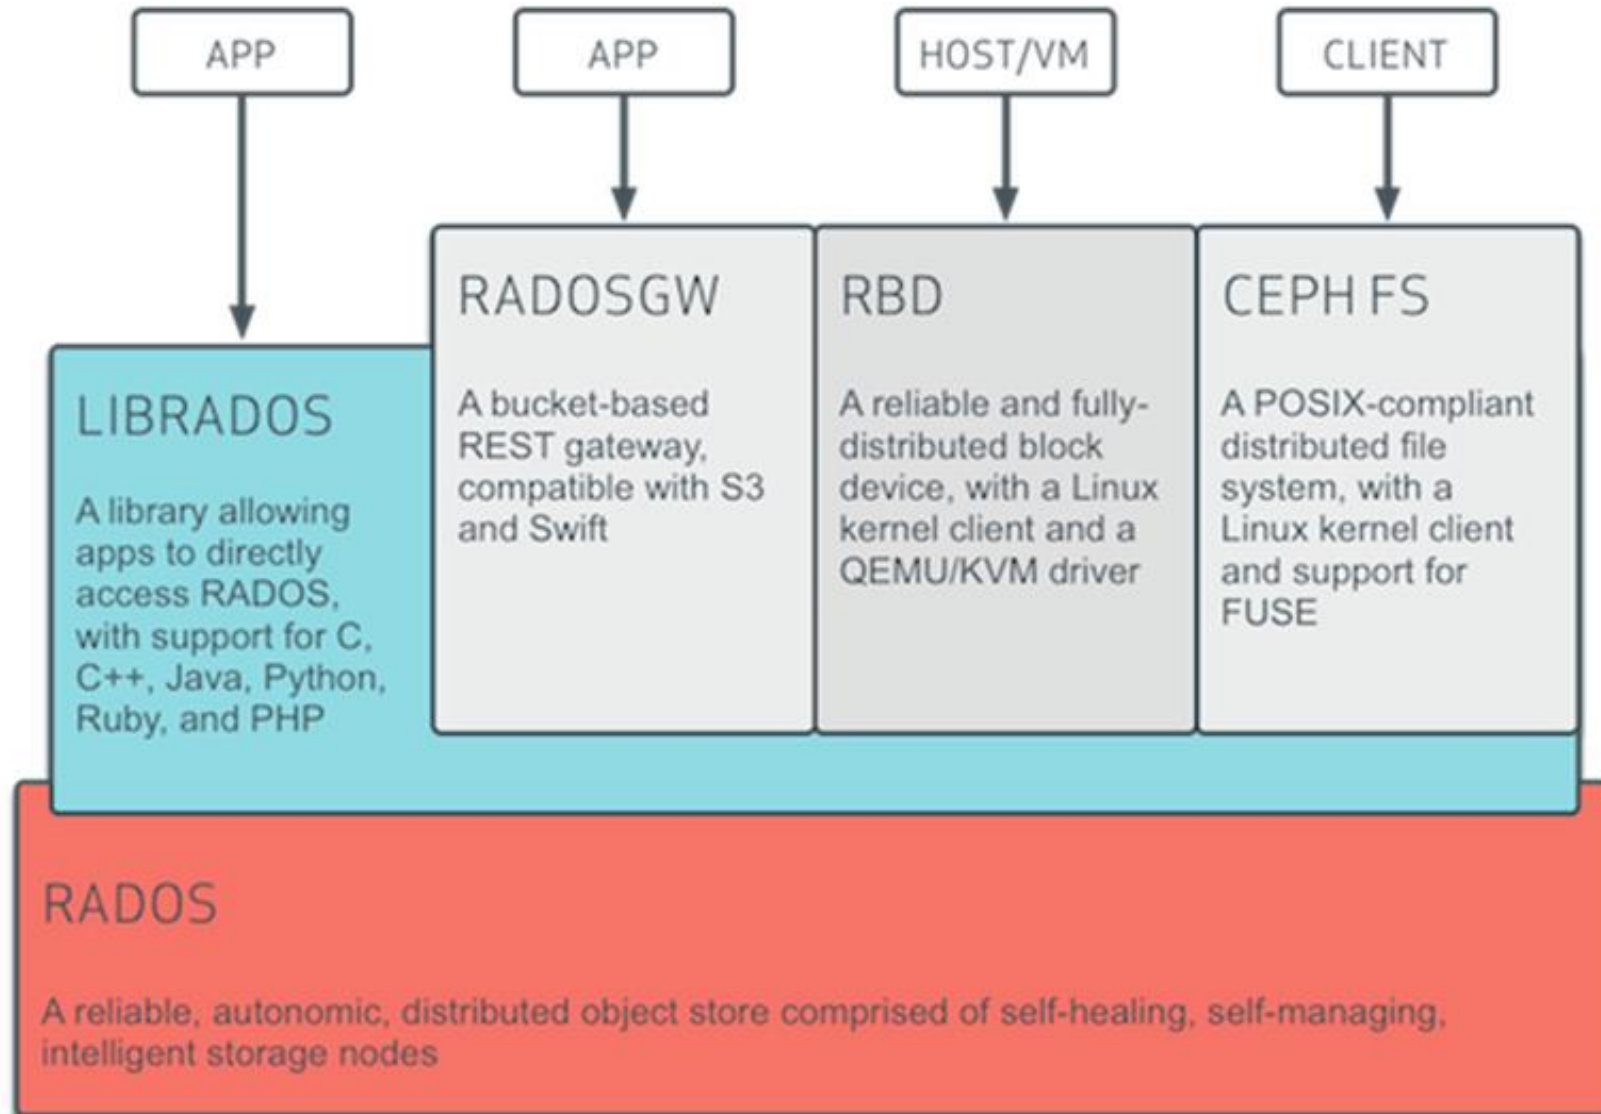 APP
APP
HOST/VM
CLIENT
LIBRADOS
A library allowing
apps to directly
access RADOS,
with support for C,
C++, Java, Python,
Ruby, and PHP
RADOSGW
A bucket-based
REST gateway,
compatible with S3
and Swift
RBD
A reliable and fully-
distributed block
device, with a Linux
kernel client and a
QEMU/KVM driver
CEPH FS
A POSIX-compliant
distributed file
system, with a
Linux kernel client
and support for
FUSE
RADOS
A reliable, autonomic, distributed object store comprised of self-healing, self-managing,
intelligent storage nodes